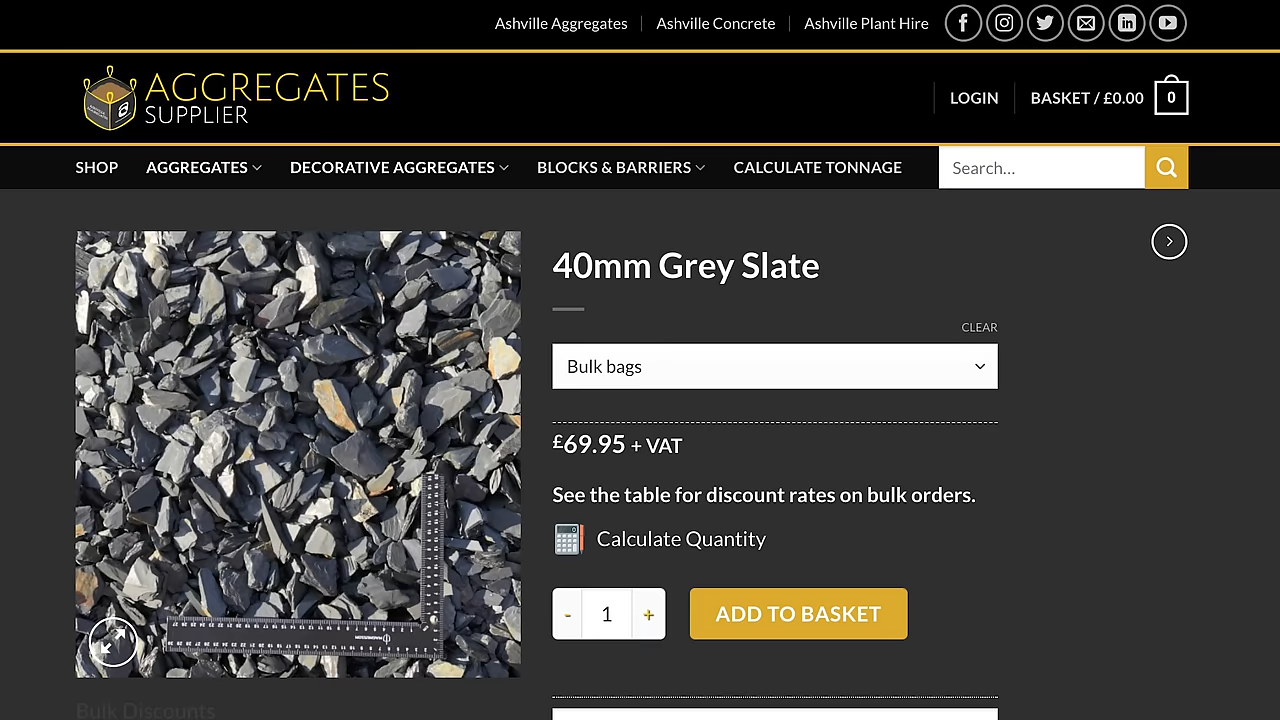 Ashville Aggregates
Ashville Concrete
Ashville Plant Hire
AGGREGATES
SUPPLIER
LOGIN
BASKET / £0.00
0
SHOP
AGGREGATES
DECORATIVE AGGREGATES
BLOCKS & BARRIERS
CALCULATE TONNAGE
Search...
40mm Grey Slate
CLEAR
Bulk bags
£69.95 + VAT
See the table for discount rates on bulk orders.
Calculate Quantity
- 1 +
ADD TO BASKET
Bulk Discounts